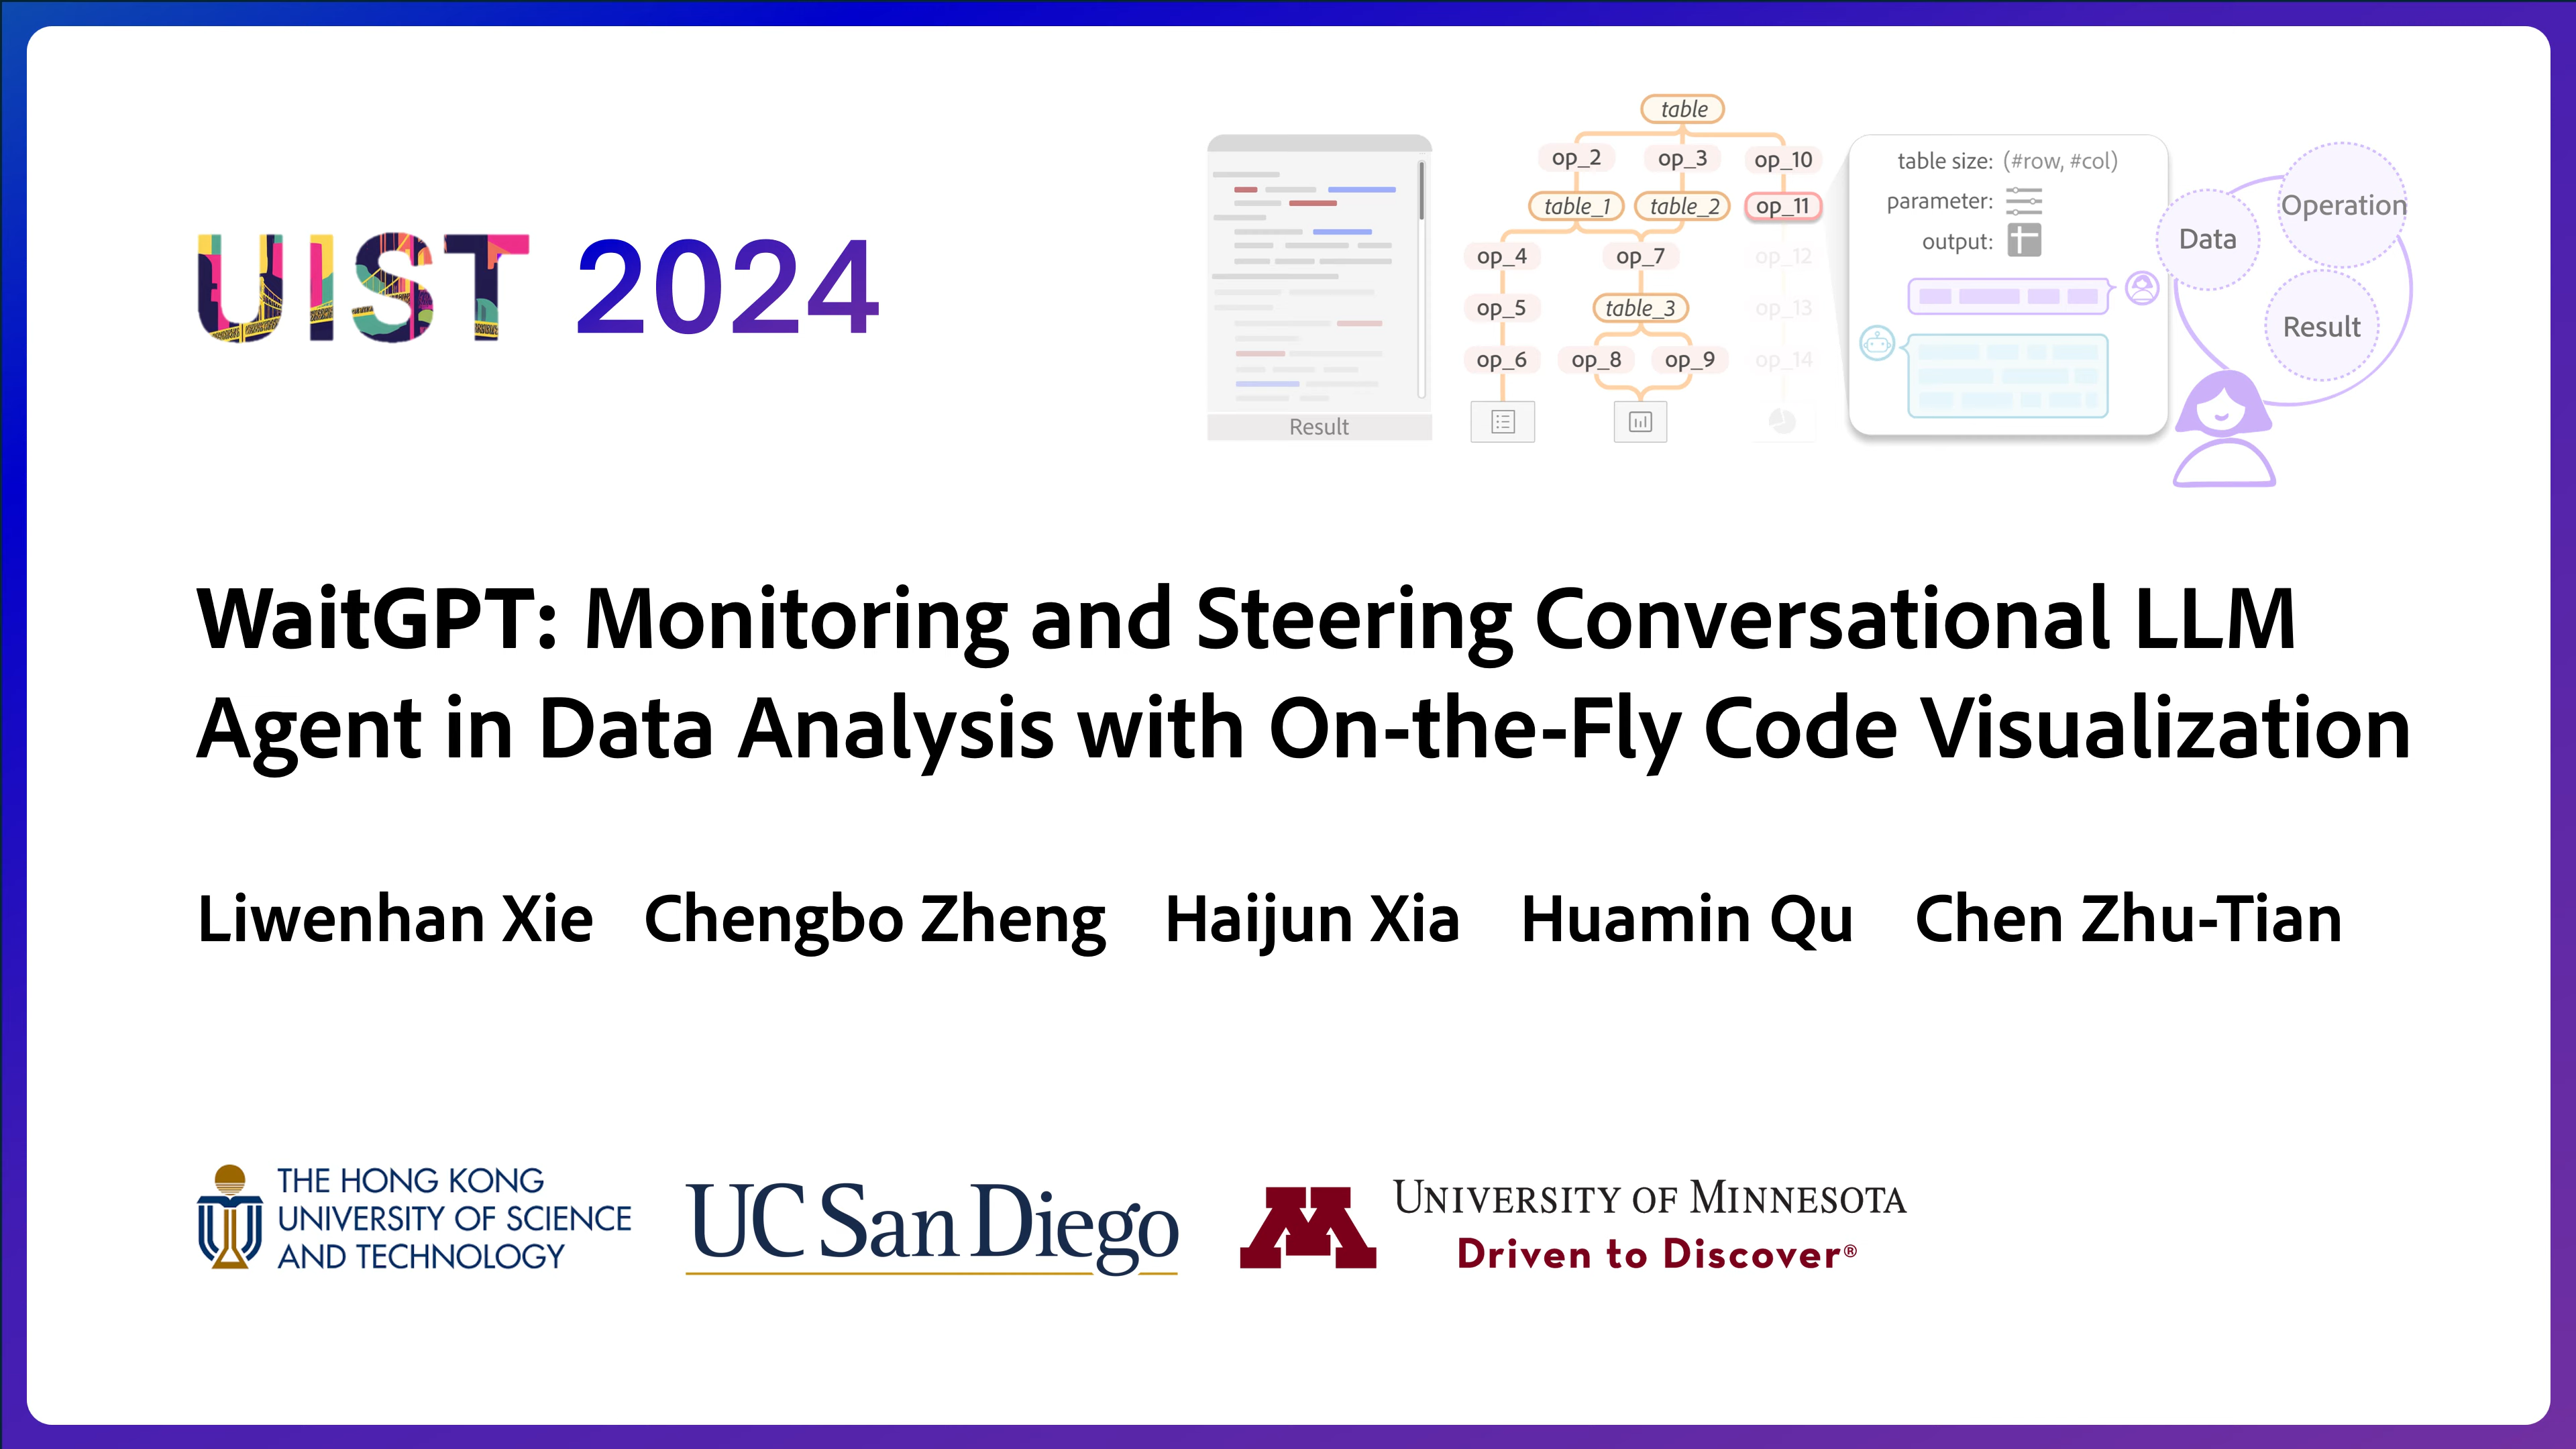 UIST 2024
Result
table
op_2 op_3 op_10
table_1 table_2 op_11
op_4 op_7 op_12
op_5 table_3 op_13
op_6 op_8 op_9 op_14
table size: (#row, #col)
parameter:
output:
Data
Operation
Result
WaitGPT: Monitoring and Steering Conversational LLM
Agent in Data Analysis with On-the-Fly Code Visualization
Liwenhan Xie Chengbo Zheng Haijun Xia Huamin Qu Chen Zhu-Tian
THE HONG KONG
UNIVERSITY OF SCIENCE
AND TECHNOLOGY
UC San Diego
M
UNIVERSITY OF MINNESOTA
Driven to Discover®